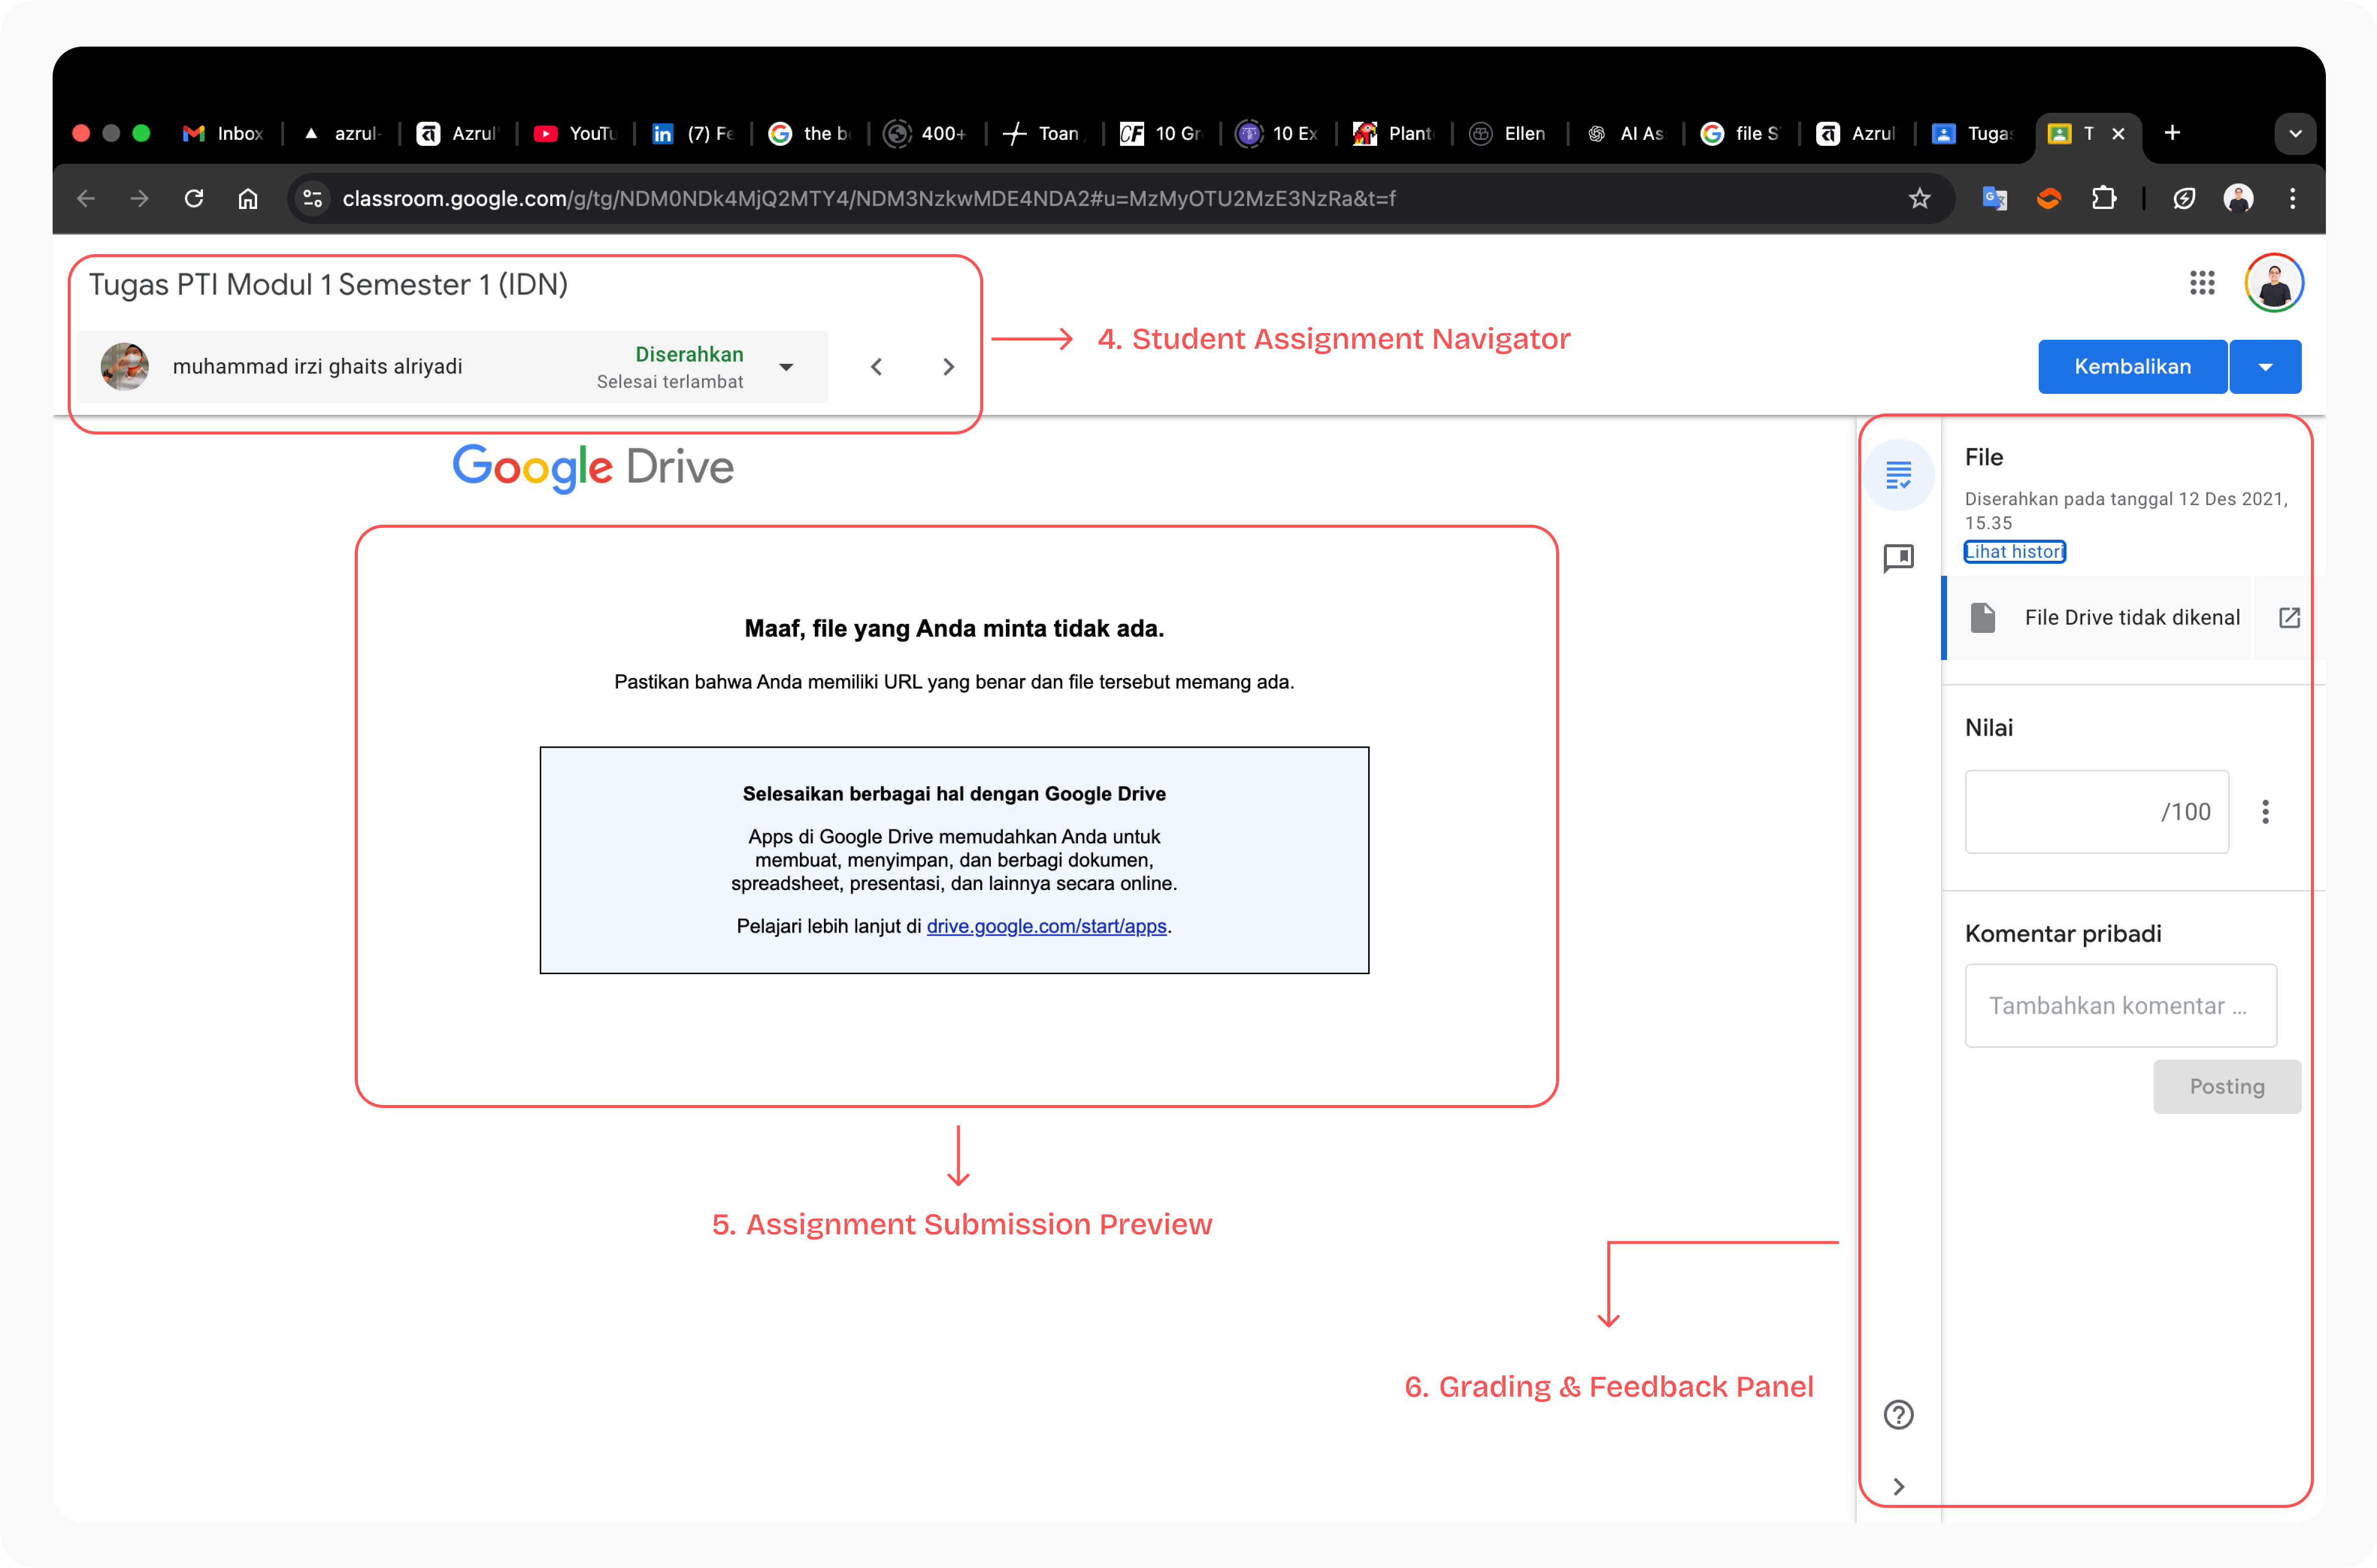 Inbox
azrul-
Azrul
YouTu
(7) Fe
the b
400+
Toan
10 Gr
10 Ex
Plant
Ellen
AI As
file S
Azrul
Tugas
T
classroom.google.com/g/tg/NDM0NDk4MjQ2MTY4/NDM3NzkwMDE4NDA2#u=MzMyOTU2MzE3NzRa&t=f
Tugas PTI Modul 1 Semester 1 (IDN)
muhammad irzi ghaits alriyadi
Diserahkan
Selesai terlambat
4. Student Assignment Navigator
Kembalikan
Google Drive
Maaf, file yang Anda minta tidak ada.
Pastikan bahwa Anda memiliki URL yang benar dan file tersebut memang ada.
Selesaikan berbagai hal dengan Google Drive
Apps di Google Drive memudahkan Anda untuk
membuat, menyimpan, dan berbagi dokumen,
spreadsheet, presentasi, dan lainnya secara online.
Pelajari lebih lanjut di drive.google.com/start/apps.
5. Assignment Submission Preview
6. Grading & Feedback Panel
File
Diserahkan pada tanggal 12 Des 2021,
15.35
Lihat histori
File Drive tidak dikenal
Nilai
/100
Komentar pribadi
Tambahkan komentar ...
Posting